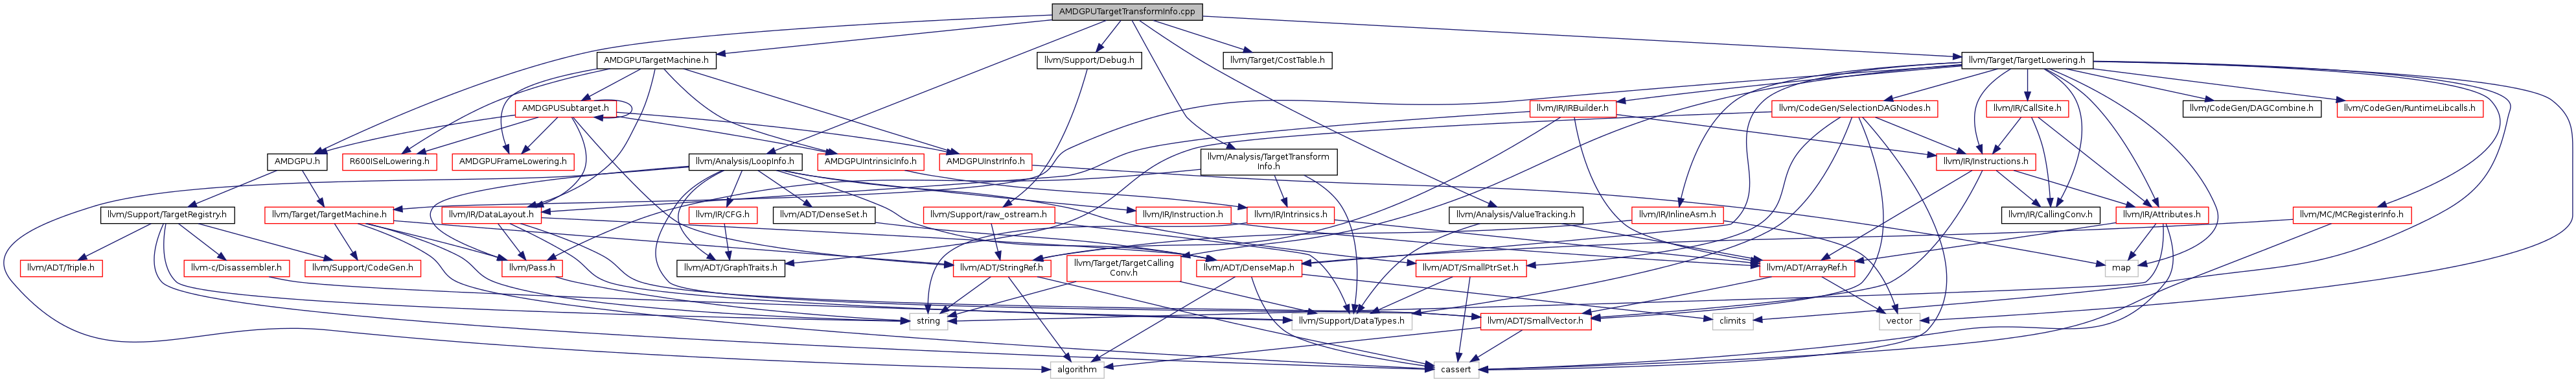 AMDGPUTargetTransformInfo.cpp
AMDGPUTargetMachine.h
llvm/Support/Debug.h
llvm/Target/CostTable.h
llvm/Target/TargetLowering.h
AMDGPUSubtarget.h
llvm/IR/IRBuilder.h
llvm/CodeGen/SelectionDAGNodes.h
llvm/IR/CallSite.h
llvm/CodeGen/DAGCombine.h
llvm/CodeGen/RuntimeLibcalls.h
AMDGPU.h
R600ISelLowering.h
AMDGPUFrameLowering.h
llvm/Analysis/LoopInfo.h
AMDGPUIntrinsicInfo.h
AMDGPUInstrInfo.h
llvm/Analysis/TargetTransform
Info.h
llvm/IR/Instructions.h
llvm/Support/TargetRegistry.h
llvm/Target/TargetMachine.h
llvm/IR/DataLayout.h
llvm/IR/CFG.h
llvm/ADT/DenseSet.h
llvm/Support/raw_ostream.h
llvm/IR/Instruction.h
llvm/IR/Intrinsics.h
llvm/Analysis/ValueTracking.h
llvm/IR/InlineAsm.h
llvm/IR/CallingConv.h
llvm/IR/Attributes.h
llvm/MC/MCRegisterInfo.h
llvm/ADT/Triple.h
llvm-c/Disassembler.h
llvm/Support/CodeGen.h
llvm/Pass.h
llvm/ADT/GraphTraits.h
llvm/ADT/StringRef.h
llvm/Target/TargetCalling
Conv.h
llvm/ADT/DenseMap.h
llvm/ADT/SmallPtrSet.h
llvm/ADT/ArrayRef.h
map
string
llvm/Support/DataTypes.h
llvm/ADT/SmallVector.h
climits
vector
algorithm
cassert